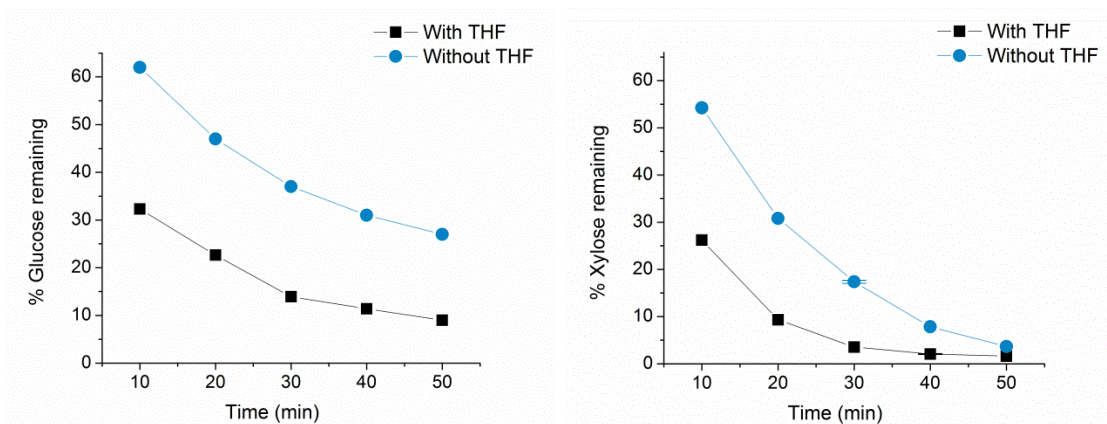 With THF
Without THF
60
50
40
30
20
10
0
% Glucose remaining
10 20 30 40 50
Time (min)
With THF
Without THF
60
50
40
30
20
10
0
% Xylose remaining
10 20 30 40 50
Time (min)